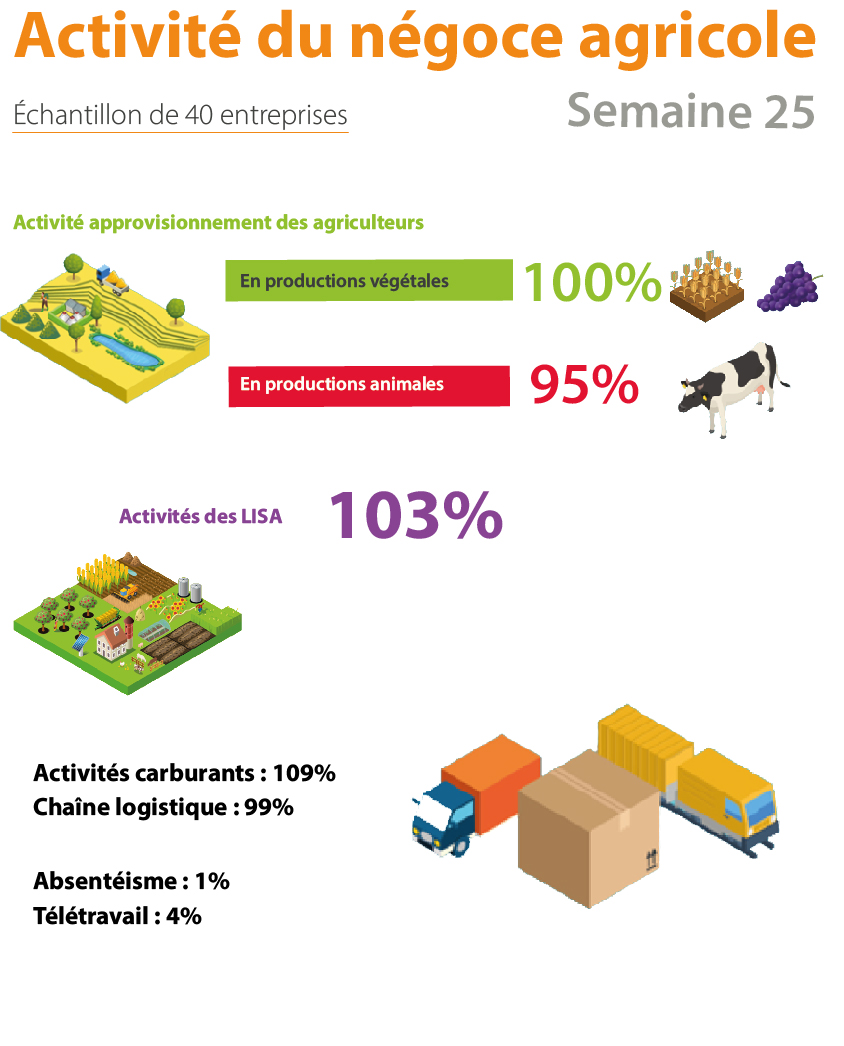 Activité du négoce agricole
Échantillon de 40 entreprises
Semaine 25
Activité approvisionnement des agriculteurs
En productions végétales
100%
En productions animales
95%
Activités des LISA
103%
P
Activités carburants : 109%
Chaîne logistique : 99%
Absentéisme : 1%
Télétravail : 4%